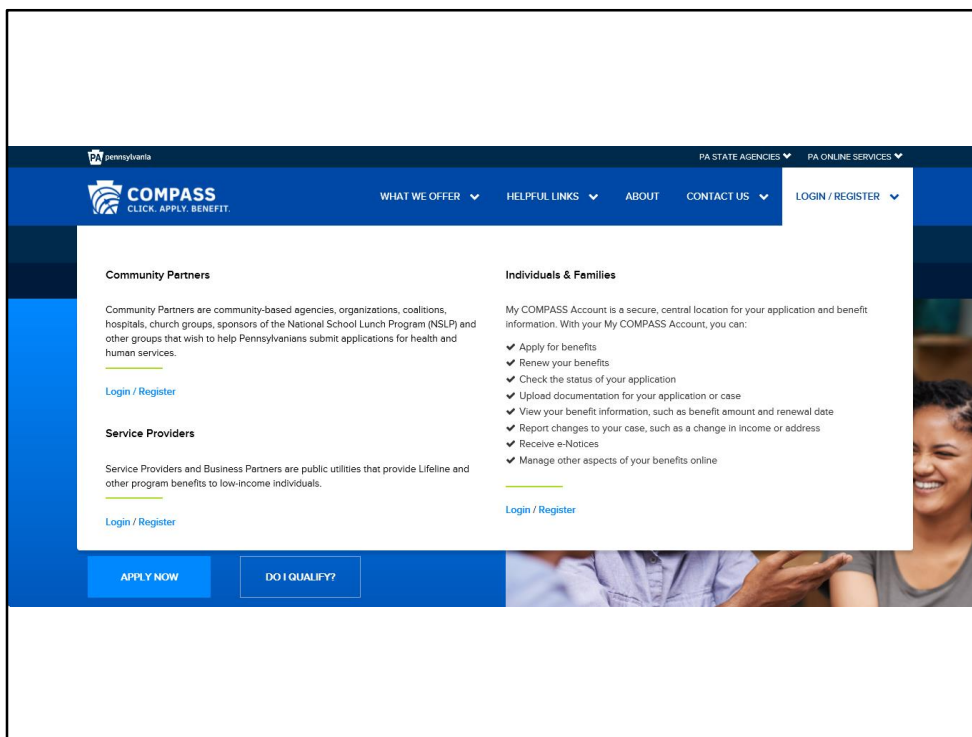 PA pennsylvania
PA STATE AGENCIES PA ONLINE SERVICES
COMPASS
CLICK. APPLY. BENEFIT.
WHAT WE OFFER HELPFUL LINKS ABOUT CONTACT US LOGIN / REGISTER
Community Partners
Community Partners are community-based agencies, organizations, coalitions,
hospitals, church groups, sponsors of the National School Lunch Program (NSLP) and
other groups that wish to help Pennsylvanians submit applications for health and
human services.
Login / Register
Service Providers
Service Providers and Business Partners are public utilities that provide Lifeline and
other program benefits to low-income individuals.
Login / Register
Individuals & Families
My COMPASS Account is a secure, central location for your application and benefit
information. With your My COMPASS Account, you can:
✔ Apply for benefits
✔ Renew your benefits
✔ Check the status of your application
✔ Upload documentation for your application or case
✔ View your benefit information, such as benefit amount and renewal date
✔ Report changes to your case, such as a change in income or address
✔ Receive e-Notices
✔ Manage other aspects of your benefits online
Login / Register
APPLY NOW DO I QUALIFY?